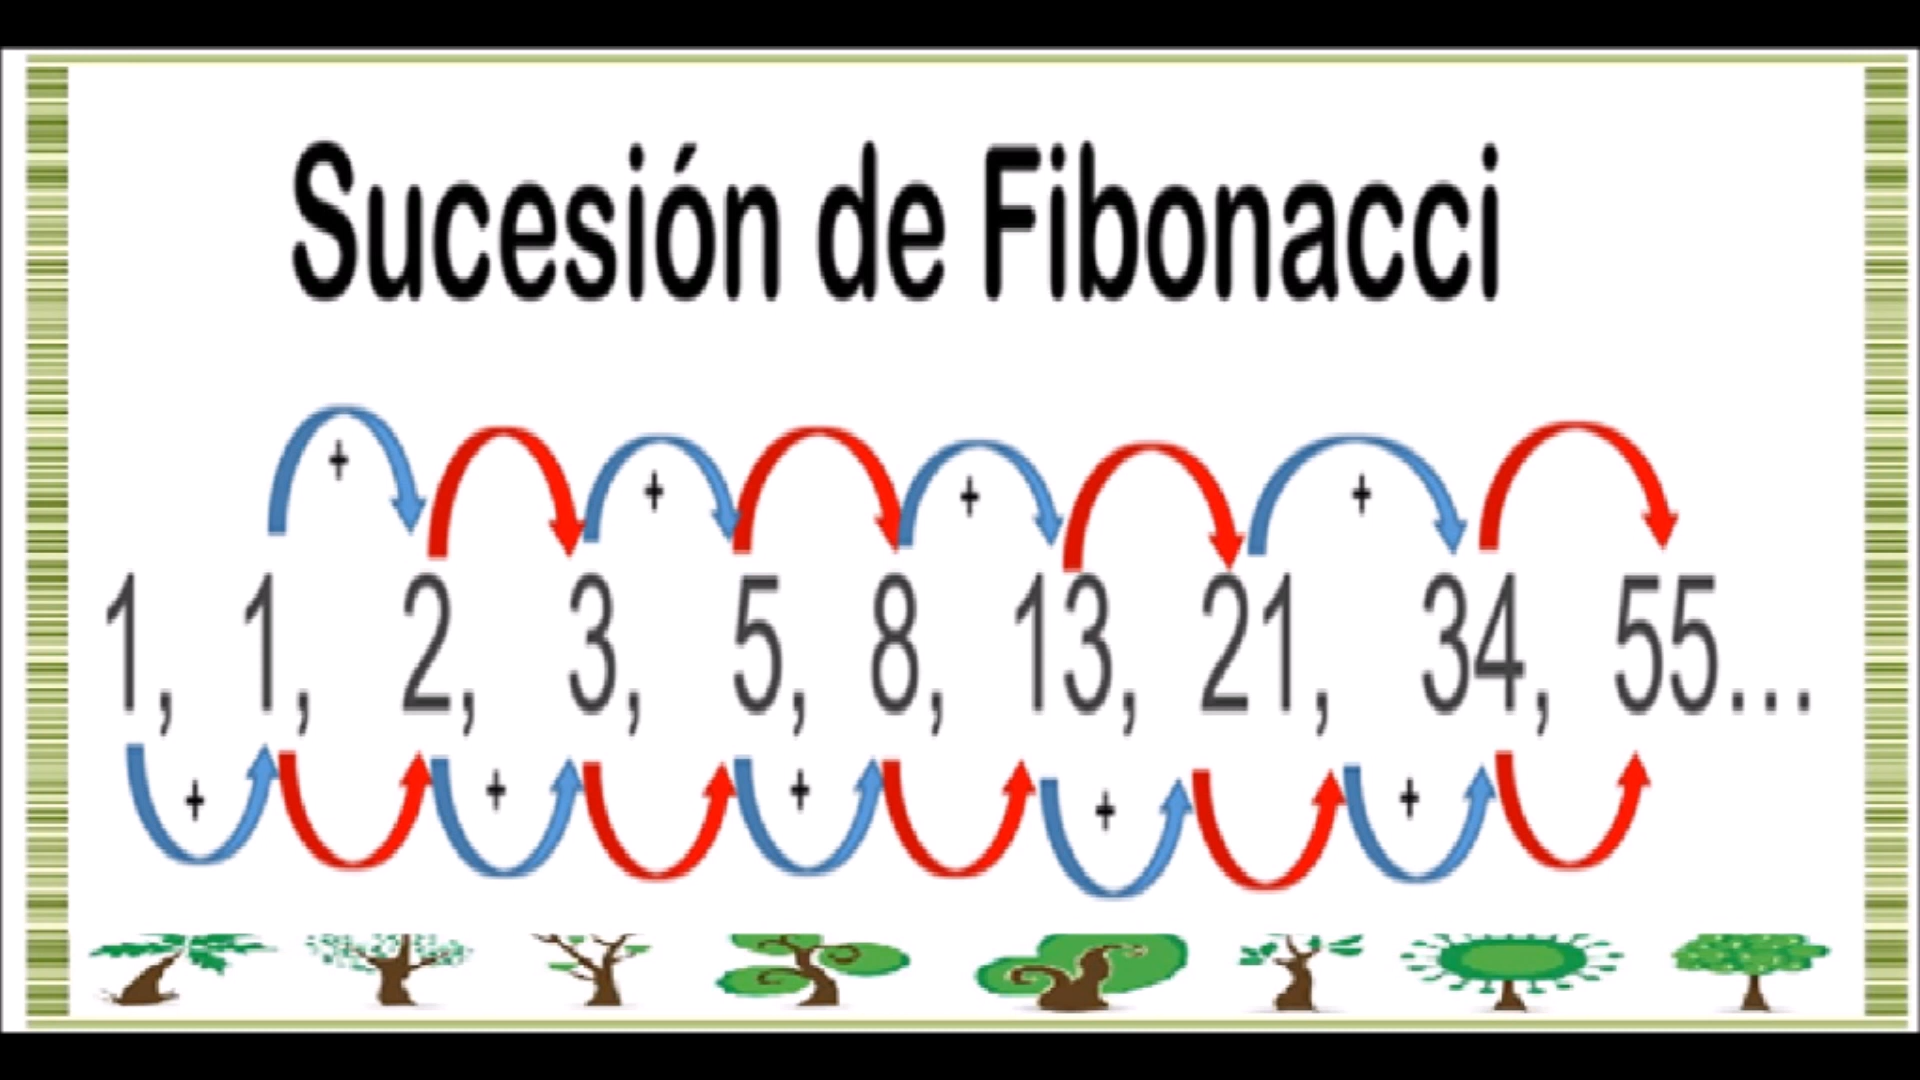 Sucesión de Fibonacci
+ + + +
1, 1, 2, 3, 5, 8, 13, 21, 34, 55...
+ + + + +